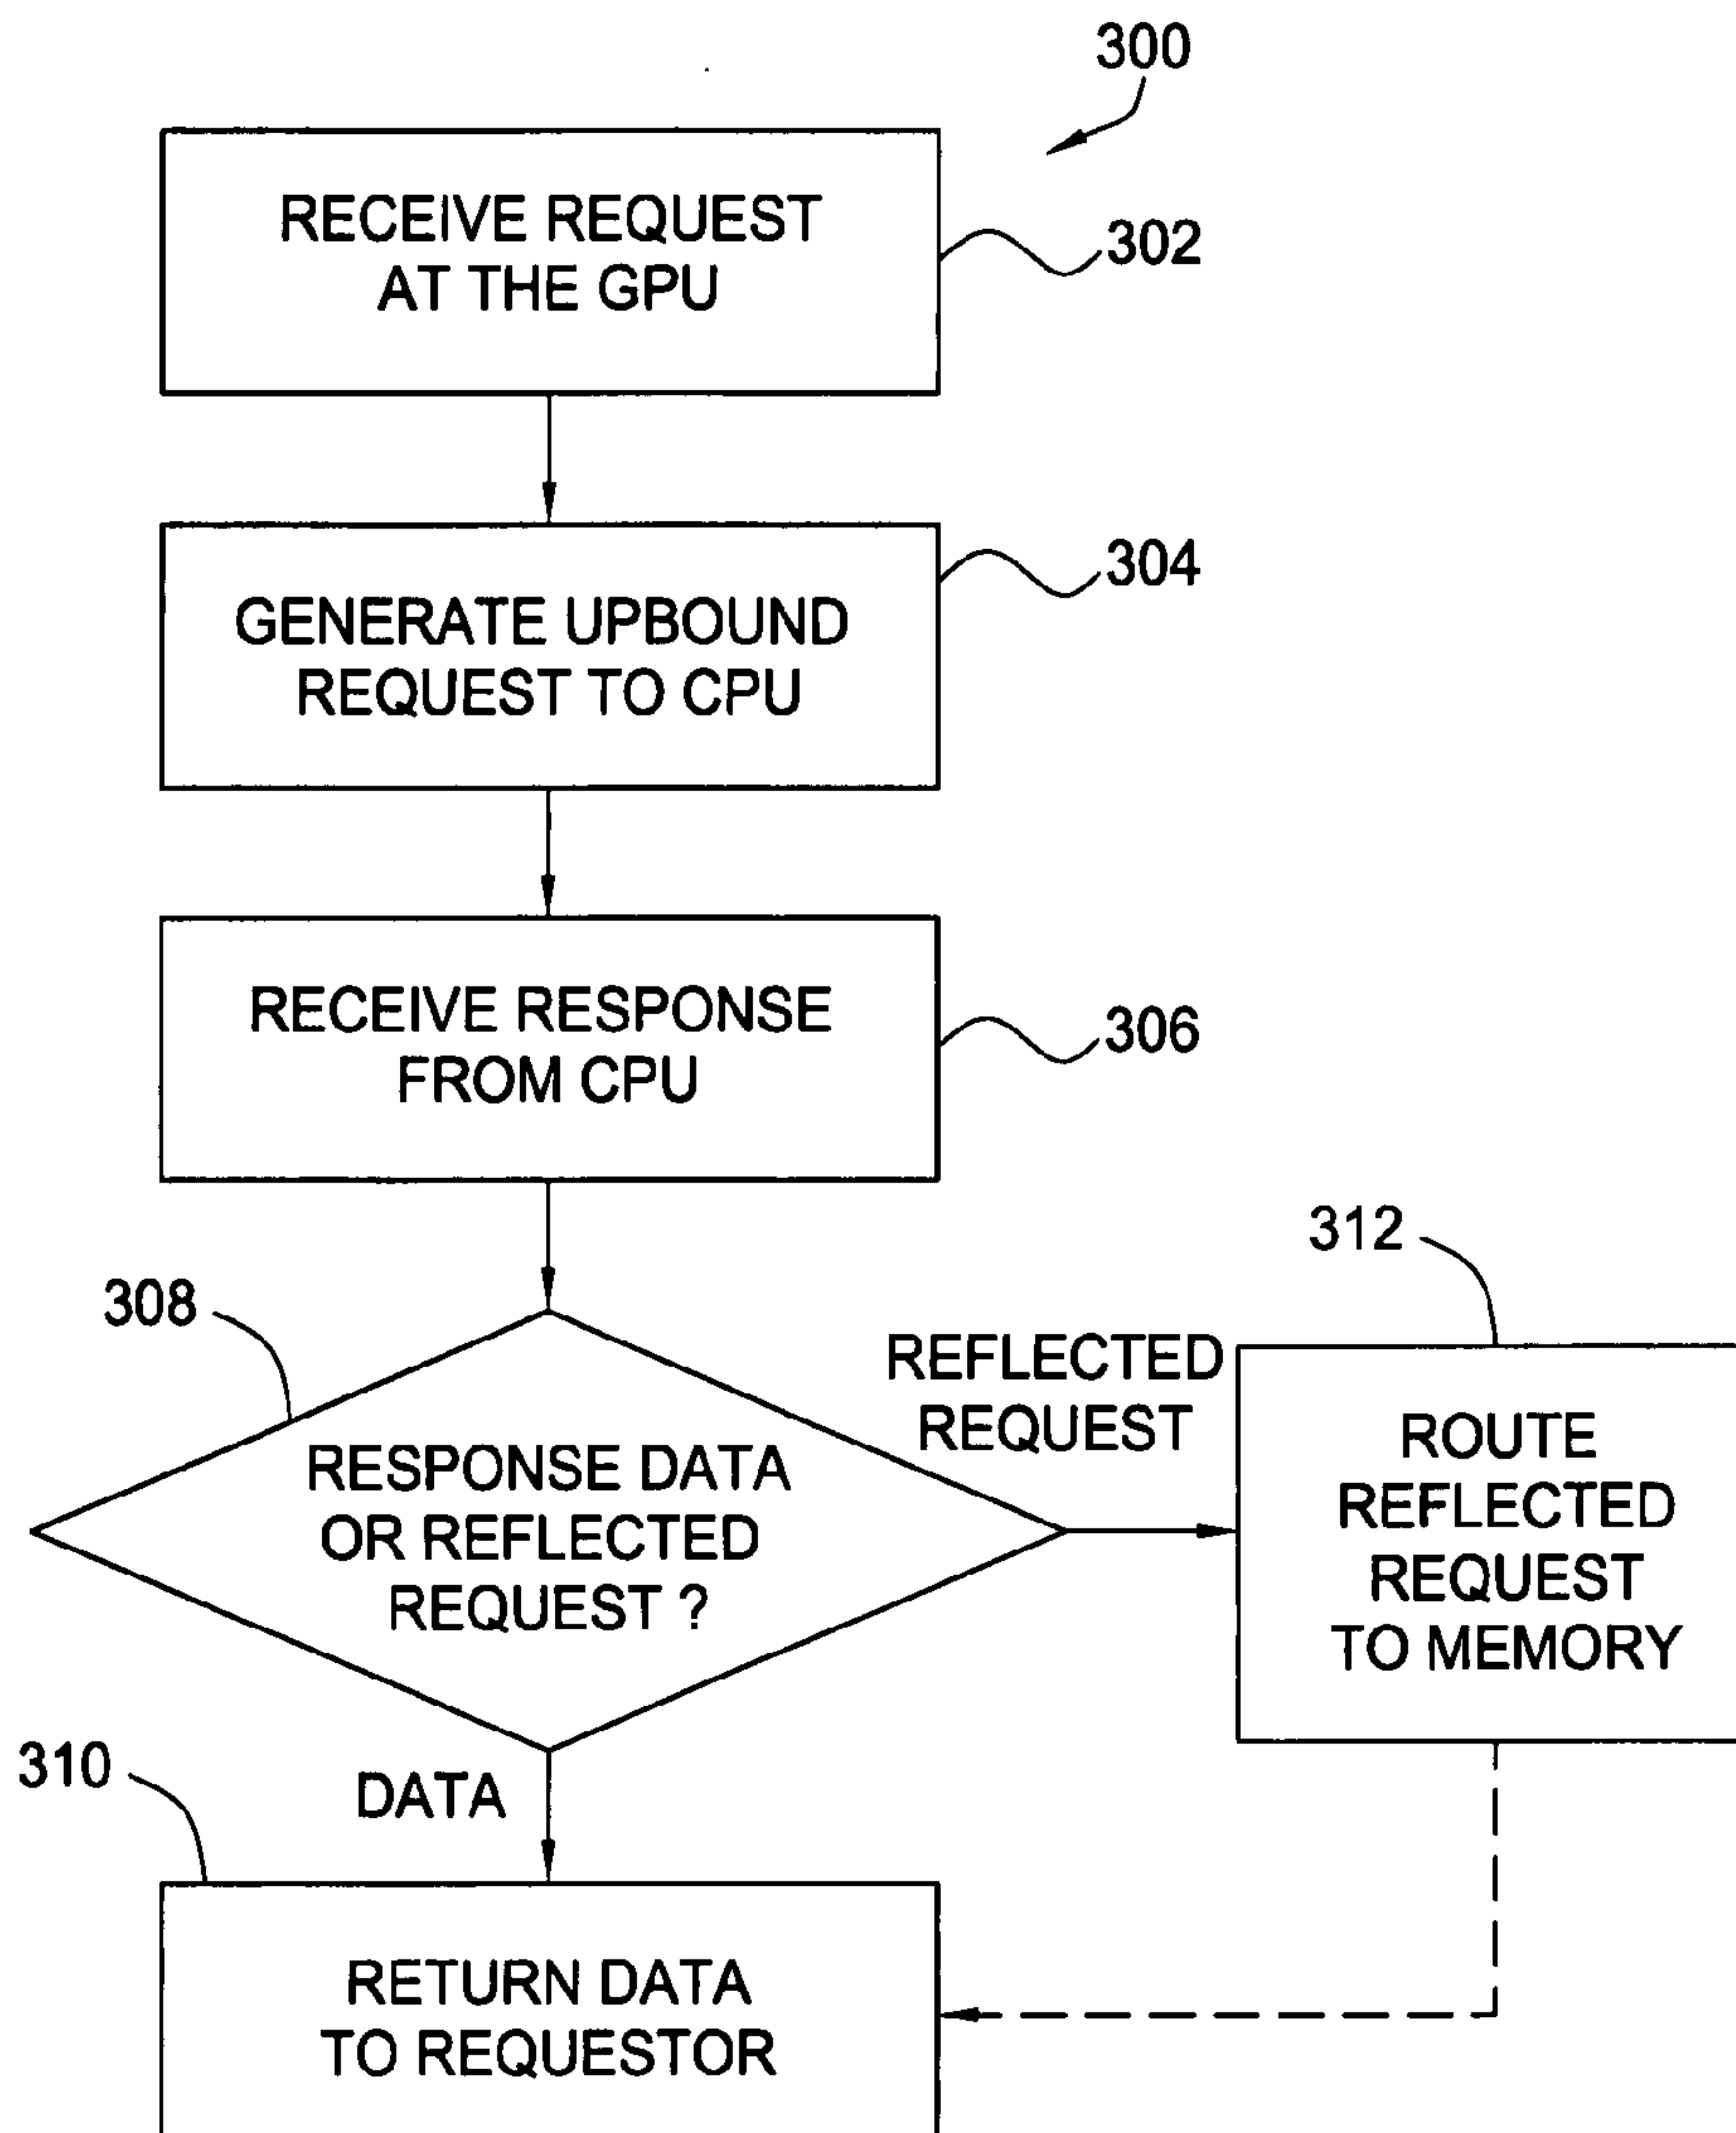 300
RECEIVE REQUEST
AT THE GPU
302
GENERATE UPBOUND
REQUEST TO CPU
304
RECEIVE RESPONSE
FROM CPU
306
308
RESPONSE DATA
OR REFLECTED
REQUEST ?
REFLECTED
REQUEST
312
ROUTE
REFLECTED
REQUEST
TO MEMORY
310
DATA
RETURN DATA
TO REQUESTOR